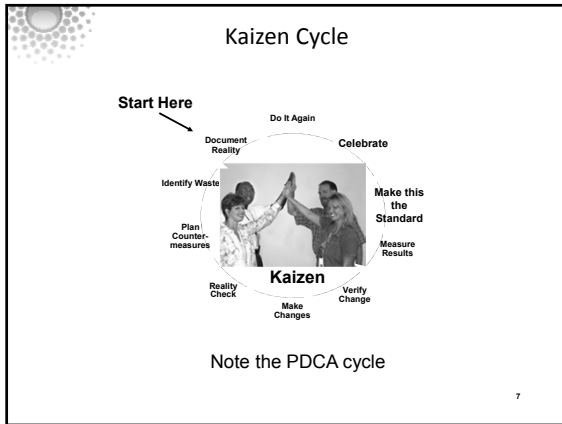 Kaizen Cycle
Start Here
Do It Again
Document
Reality
Celebrate
Identify Waste
Make this
the
Standard
Plan
Counter-
measures
Measure
Results
Kaizen
Reality
Check
Verify
Change
Make
Changes
Note the PDCA cycle
7